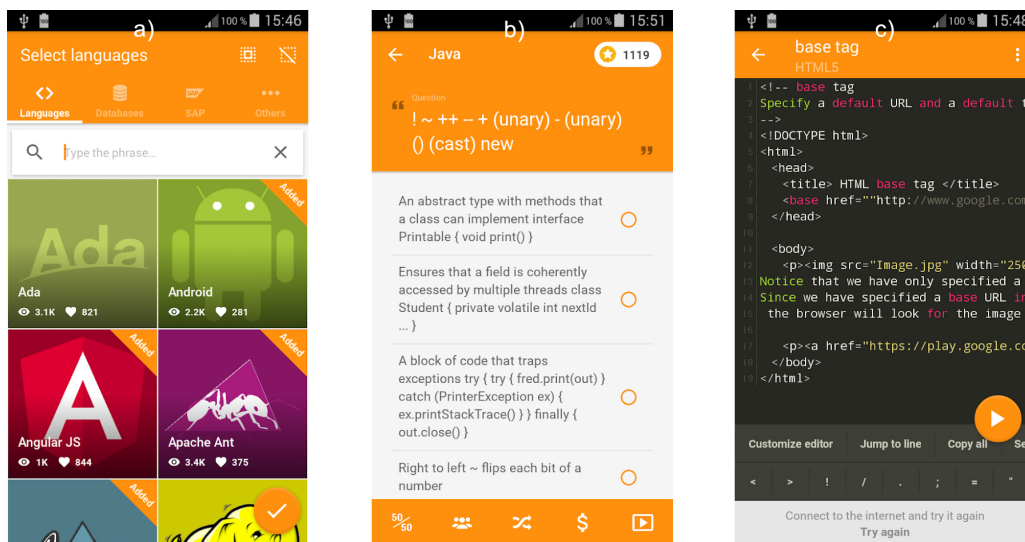 100 % 15:46
a)
Select languages
Languages Databases SAP Others
SAP
Type the phrase...
Added
Ada
Ada
3.1K 821
Android
2.2K 281
Added
Added
A
Angular JS
1K 844
Apache Ant
3.4K 375
Added
100 % 15:51
b)
Java
1119
Question
! ~ ++ -- + (unary) - (unary)
() (cast) new
An abstract type with methods that
a class can implement interface
Printable { void print() }
Ensures that a field is coherently
accessed by multiple threads class
Student { private volatile int nextId
... }
A block of code that traps
exceptions try { try { fred.print(out) }
catch (PrinterException ex) {
ex.printStackTrace() } } finally {
out.close() }
Right to left ~ flips each bit of a
number
50/50
$
100 % 15:48
c)
base tag
HTML5
1 <!-- base tag
2 Specify a default URL and a default t
3 -->
4 <!DOCTYPE html>
5 <html>
6 <head>
7 <title> HTML base tag </title>
8 <base href=""http://www.google.com
9 </head>
10
11 <body>
12 <p><img src="Image.jpg" width="250
13 Notice that we have only specified a
14 Since we have specified a base URL in
15 the browser will look for the image
16
17 <p><a href="https://play.google.co
18 </body>
19 </html>
Customize editor Jump to line Copy all Se
< > ! / . ; = "
Connect to the internet and try it again
Try again